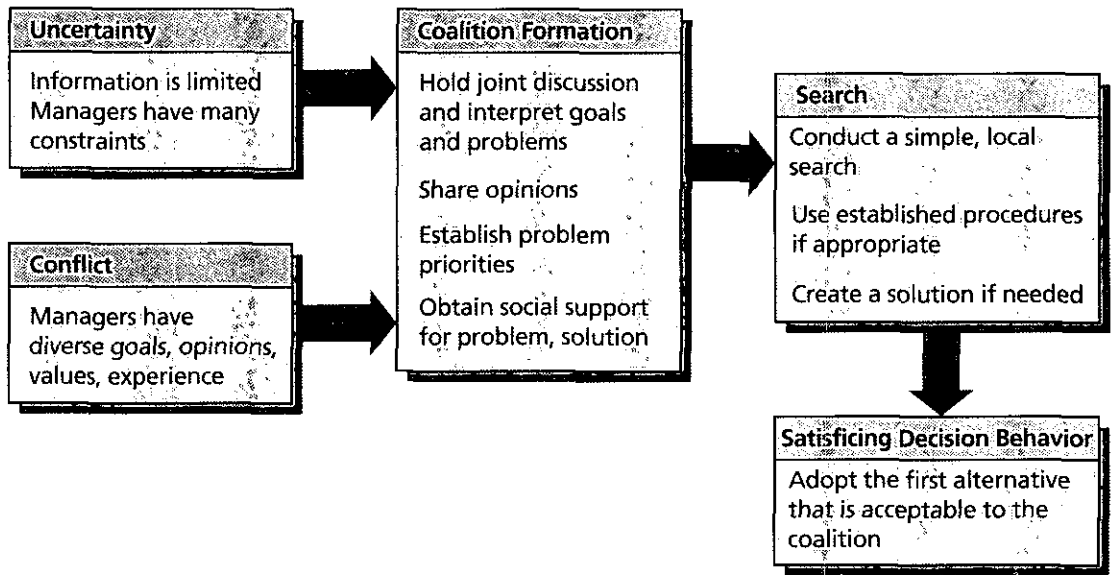 Uncertainty
Information is limited
Managers have many
constraints
Conflict
Managers have
diverse goals, opinions,
values, experience
Coalition Formation
Hold joint discussion
and interpret goals
and problems
Share opinions
Establish problem
priorities
Obtain social support
for problem, solution
Search
Conduct a simple, local
search
Use established procedures
if appropriate
Create a solution if needed
Satisficing Decision Behavior
Adopt the first alternative
that is acceptable to the
coalition